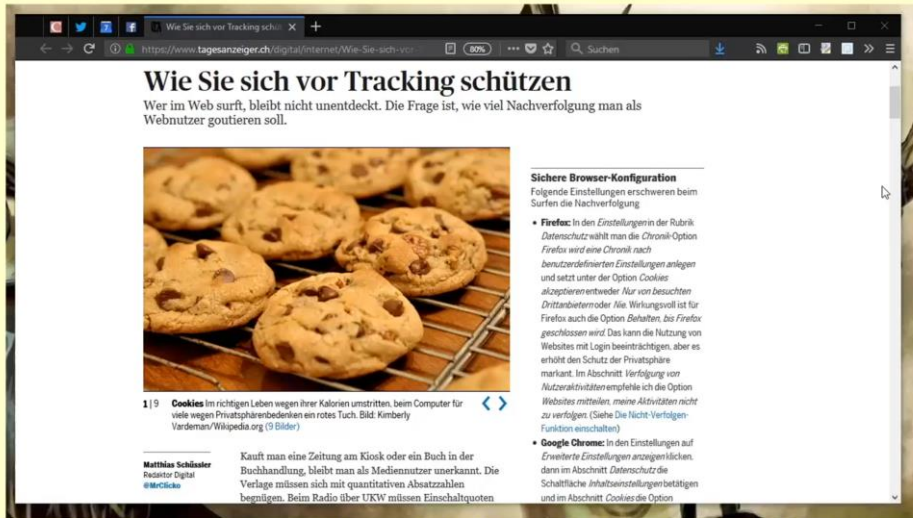 Wie Sie sich vor Tracking schü
https://www.tagesanzeiger.ch/digital/internet/Wie-Sie-sich-vor-
80%
Suchen
Wie Sie sich vor Tracking schützen
Wer im Web surft, bleibt nicht unentdeckt. Die Frage ist, wie viel Nachverfolgung man als
Webnutzer goutieren soll.
1 | 9 Cookies Im richtigen Leben wegen ihrer Kalorien umstritten, beim Computer für
viele wegen Privatsphärenbedenken ein rotes Tuch. Bild: Kimberly
Vardeman/Wikipedia.org (9 Bilder)
Matthias Schüssler
Redaktor Digital
@MrClicko
Kauft man eine Zeitung am Kiosk oder ein Buch in der
Buchhandlung, bleibt man als Mediennutzer unerkannt. Die
Verlage müssen sich mit quantitativen Absatzzahlen
begnügen. Beim Radio über UKW müssen Einschaltquoten
Sichere Browser-Konfiguration
Folgende Einstellungen erschweren beim
Surfen die Nachverfolgung
• Firefox: In den Einstellungen in der Rubrik
Datenschutz wählt man die Chronik-Option
Firefox wird eine Chronik nach
benutzerdefinierten Einstellungen anlegen
und setzt unter der Option Cookies
akzeptieren entweder Nur von besuchten
Drittanbietern oder Nie. Wirkungsvoll ist für
Firefox auch die Option Behalten, bis Firefox
geschlossen wird. Das kann die Nutzung von
Websites mit Login beeinträchtigen, aber es
erhöht den Schutz der Privatsphäre
markant. Im Abschnitt Verfolgung von
Nutzeraktivitäten empfehle ich die Option
Websites mitteilen, meine Aktivitäten nicht
zu verfolgen. (Siehe Die Nicht-Verfolgen-
Funktion einschalten)
• Google Chrome: In den Einstellungen auf
Erweiterte Einstellungen anzeigen klicken,
dann im Abschnitt Datenschutz die
Schaltfläche Inhaltseinstellungen betätigen
und im Abschnitt Cookies die Option